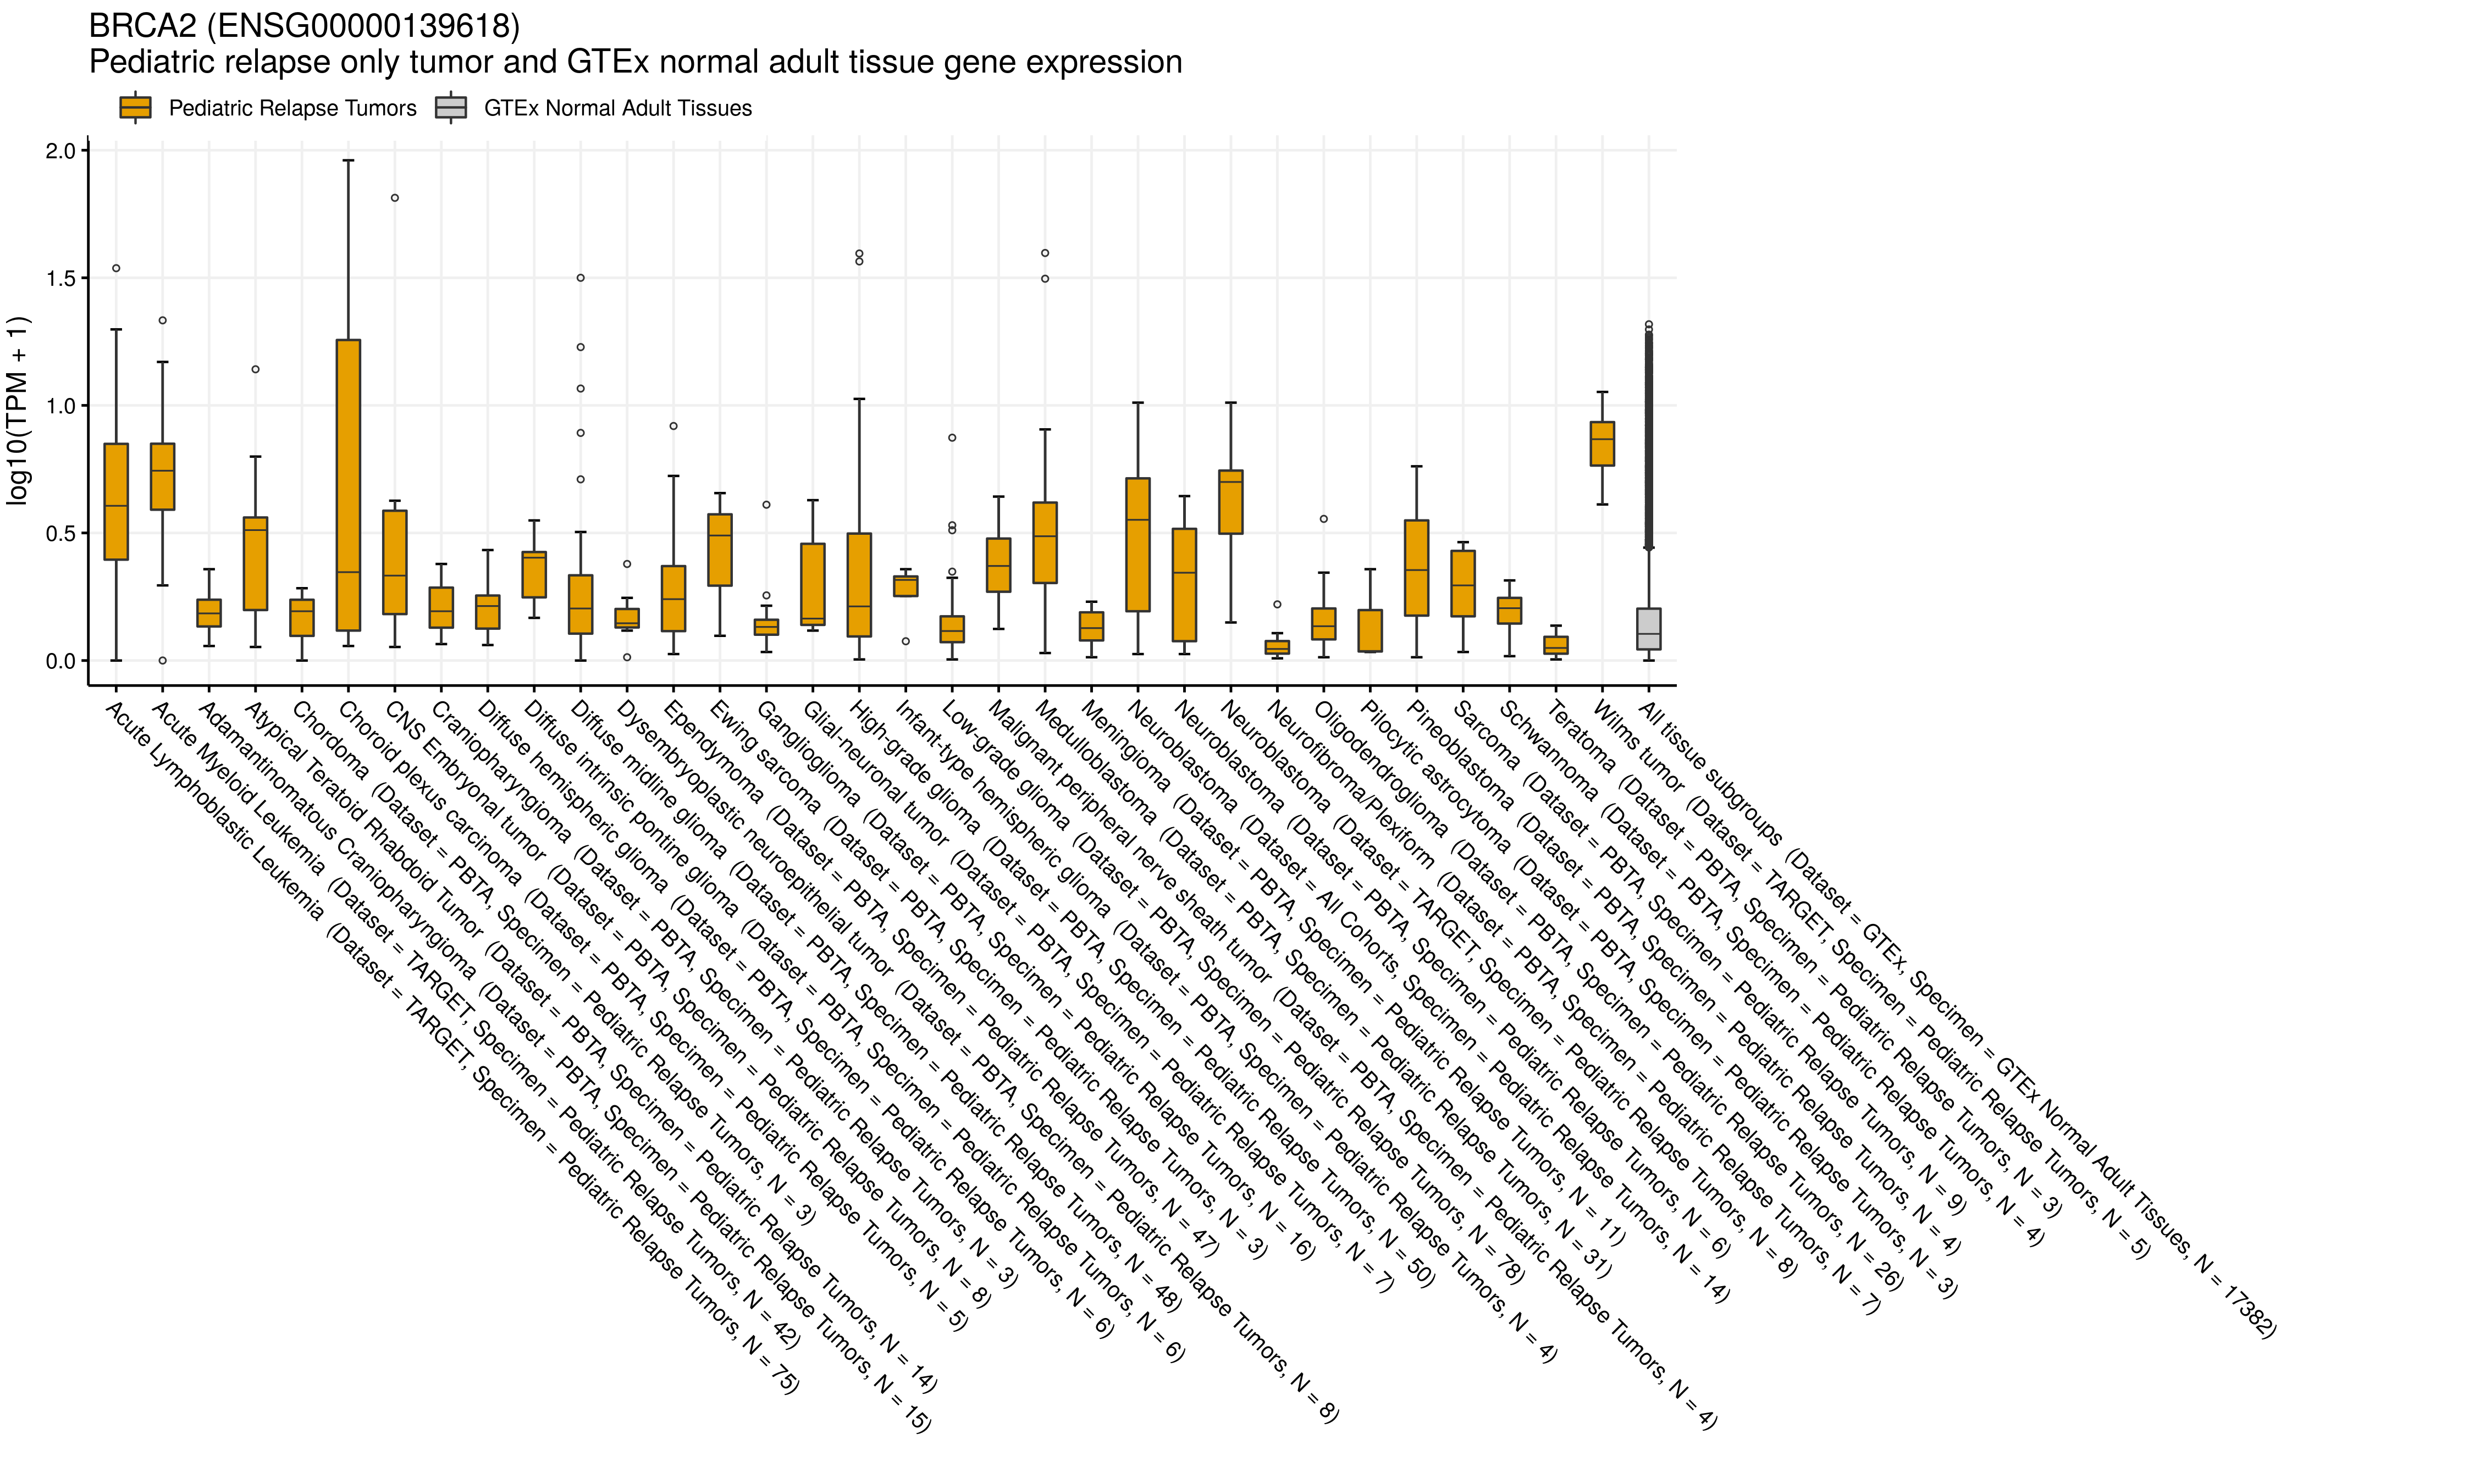 BRCA2 (ENSG00000139618)
Pediatric relapse only tumor and GTEx normal adult tissue gene expression
Pediatric Relapse Tumors
GTEx Normal Adult Tissues
log10(TPM + 1)
2.0
1.5
1.0
0.5
0.0
Acute Lymphoblastic Leukemia (Dataset = TARGET, Specimen = Pediatric Relapse Tumors, N = 75)
Acute Myeloid Leukemia (Dataset = TARGET, Specimen = Pediatric Relapse Tumors, N = 42)
Adamantinomatous Craniopharyngioma (Dataset = PBTA, Specimen = Pediatric Relapse Tumors, N = 15)
Atypical Teratoid Rhabdoid Tumor (Dataset = PBTA, Specimen = Pediatric Relapse Tumors, N = 14)
Chordoma (Dataset = PBTA, Specimen = Pediatric Relapse Tumors, N = 3)
Choroid plexus carcinoma (Dataset = PBTA, Specimen = Pediatric Relapse Tumors, N = 5)
CNS Embryonal tumor (Dataset = PBTA, Specimen = Pediatric Relapse Tumors, N = 8)
Craniopharyngioma (Dataset = PBTA, Specimen = Pediatric Relapse Tumors, N = 3)
Diffuse hemispheric glioma (Dataset = PBTA, Specimen = Pediatric Relapse Tumors, N = 6)
Diffuse intrinsic pontine glioma (Dataset = PBTA, Specimen = Pediatric Relapse Tumors, N = 6)
Diffuse midline glioma (Dataset = PBTA, Specimen = Pediatric Relapse Tumors, N = 48)
Dysembryoplastic neuroepithelial tumor (Dataset = PBTA, Specimen = Pediatric Relapse Tumors, N = 8)
Ependymoma (Dataset = PBTA, Specimen = Pediatric Relapse Tumors, N = 47)
Ewing sarcoma (Dataset = PBTA, Specimen = Pediatric Relapse Tumors, N = 3)
Ganglioglioma (Dataset = PBTA, Specimen = Pediatric Relapse Tumors, N = 16)
Glial-neuronal tumor (Dataset = PBTA, Specimen = Pediatric Relapse Tumors, N = 7)
High-grade glioma (Dataset = PBTA, Specimen = Pediatric Relapse Tumors, N = 50)
Infant-type hemispheric glioma (Dataset = PBTA, Specimen = Pediatric Relapse Tumors, N = 4)
Low-grade glioma (Dataset = PBTA, Specimen = Pediatric Relapse Tumors, N = 78)
Malignant peripheral nerve sheath tumor (Dataset = PBTA, Specimen = Pediatric Relapse Tumors, N = 4)
Medulloblastoma (Dataset = PBTA, Specimen = Pediatric Relapse Tumors, N = 31)
Meningioma (Dataset = PBTA, Specimen = Pediatric Relapse Tumors, N = 11)
Neuroblastoma (Dataset = All Cohorts, Specimen = Pediatric Relapse Tumors, N = 14)
Neuroblastoma (Dataset = PBTA, Specimen = Pediatric Relapse Tumors, N = 6)
Neuroblastoma (Dataset = TARGET, Specimen = Pediatric Relapse Tumors, N = 8)
Neurofibroma/Plexiform (Dataset = PBTA, Specimen = Pediatric Relapse Tumors, N = 7)
Oligodendroglioma (Dataset = PBTA, Specimen = Pediatric Relapse Tumors, N = 26)
Pilocytic astrocytoma (Dataset = PBTA, Specimen = Pediatric Relapse Tumors, N = 3)
Pineoblastoma (Dataset = PBTA, Specimen = Pediatric Relapse Tumors, N = 4)
Sarcoma (Dataset = PBTA, Specimen = Pediatric Relapse Tumors, N = 9)
Schwannoma (Dataset = PBTA, Specimen = Pediatric Relapse Tumors, N = 4)
Teratoma (Dataset = PBTA, Specimen = Pediatric Relapse Tumors, N = 3)
Wilms tumor (Dataset = TARGET, Specimen = Pediatric Relapse Tumors, N = 5)
All tissue subgroups (Dataset = GTEx, Specimen = GTEx Normal Adult Tissues, N = 17382)